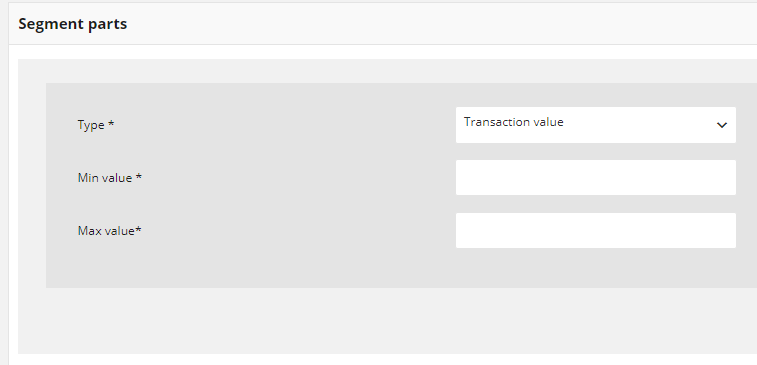 Segment parts
Type *
Transaction value
Min value *
Max value*